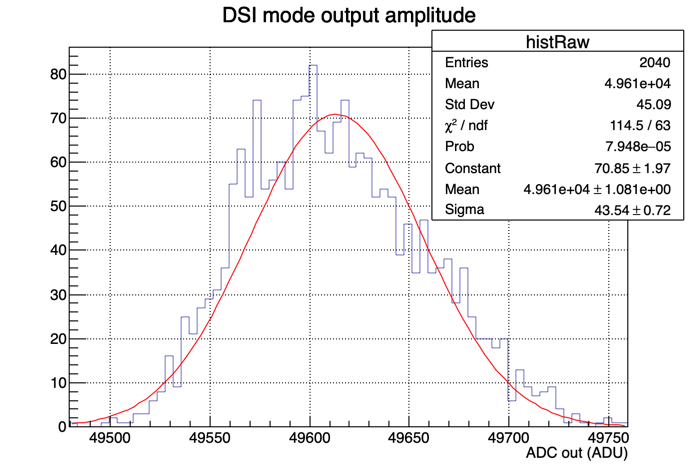 DSI mode output amplitude
histRaw
Entries 2040
Mean 4.961e+04
Std Dev 45.09
χ² / ndf 114.5 / 63
Prob 7.948e−05
Constant 70.85 ± 1.97
Mean 4.961e+04 ± 1.081e+00
Sigma 43.54 ± 0.72
80
70
60
50
40
30
20
10
0
49500 49550 49600 49650 49700 49750
ADC out (ADU)